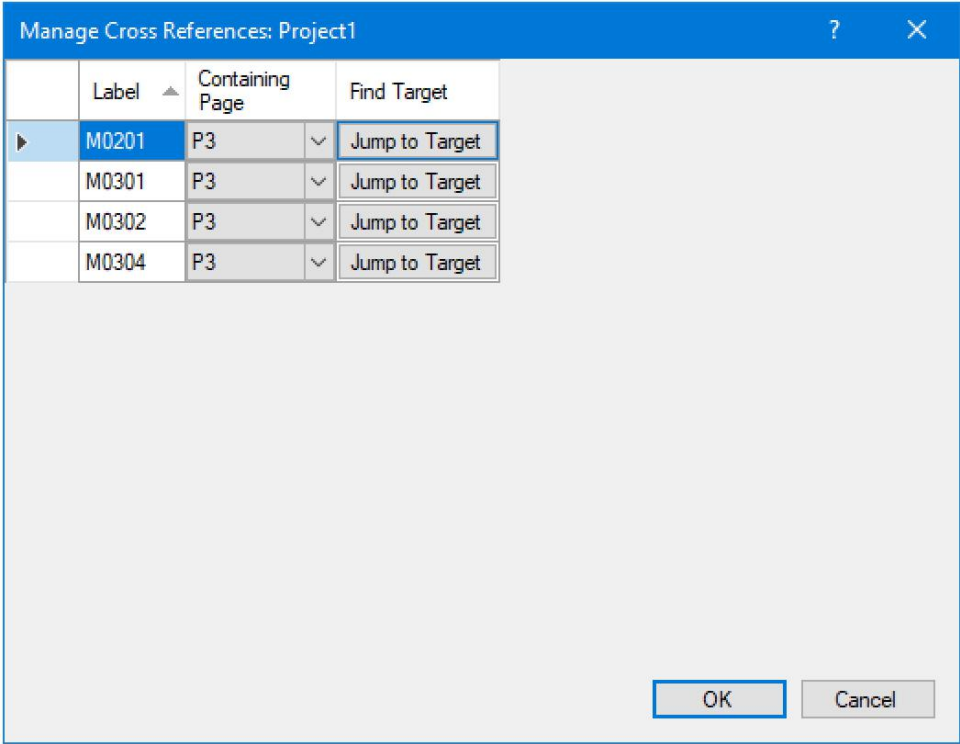 Manage Cross References: Project1 ?
Label Containing Page Find Target
M0201 P3 Jump to Target
M0301 P3 Jump to Target
M0302 P3 Jump to Target
M0304 P3 Jump to Target
OK Cancel